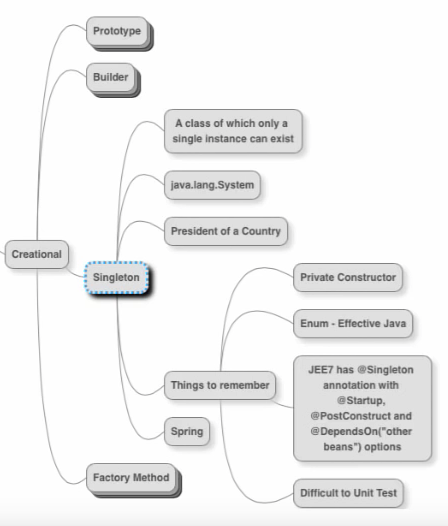 Prototype
Builder
A class of which only a
single instance can exist
java.lang.System
President of a Country
Creational
Singleton
Private Constructor
Enum - Effective Java
JEE7 has @Singleton
annotation with
@Startup,
@PostConstruct and
@DependsOn("other
beans") options
Things to remember
Spring
Factory Method
Difficult to Unit Test